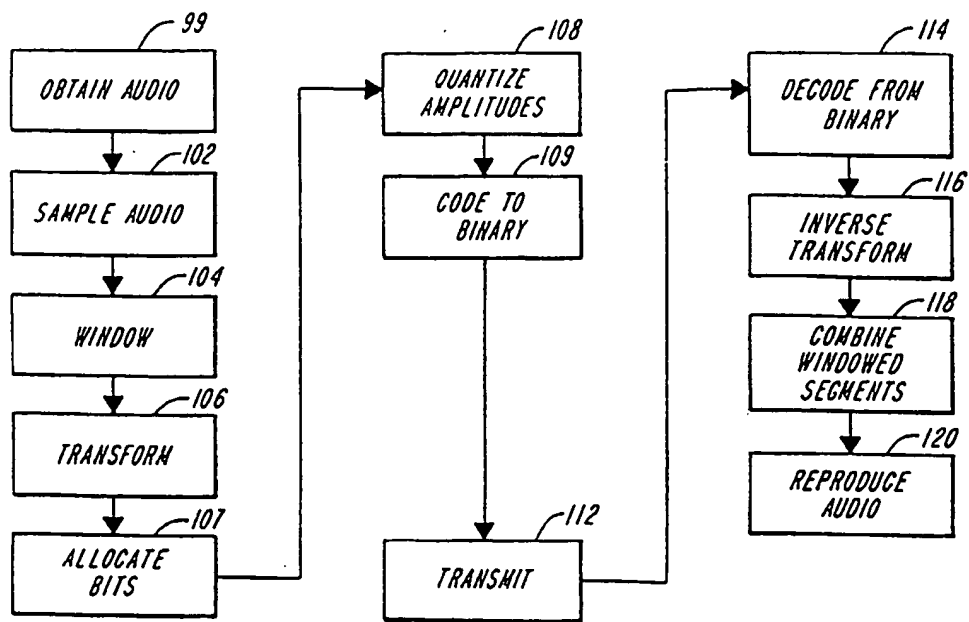 99
OBTAIN AUDIO
102
SAMPLE AUDIO
104
WINDOW
106
TRANSFORM
107
ALLOCATE
BITS
108
QUANTIZE
AMPLITUDES
109
CODE TO
BINARY
112
TRANSMIT
114
DECODE FROM
BINARY
116
INVERSE
TRANSFORM
118
COMBINE
WINDOWED
SEGMENTS
120
REPRODUCE
AUDIO